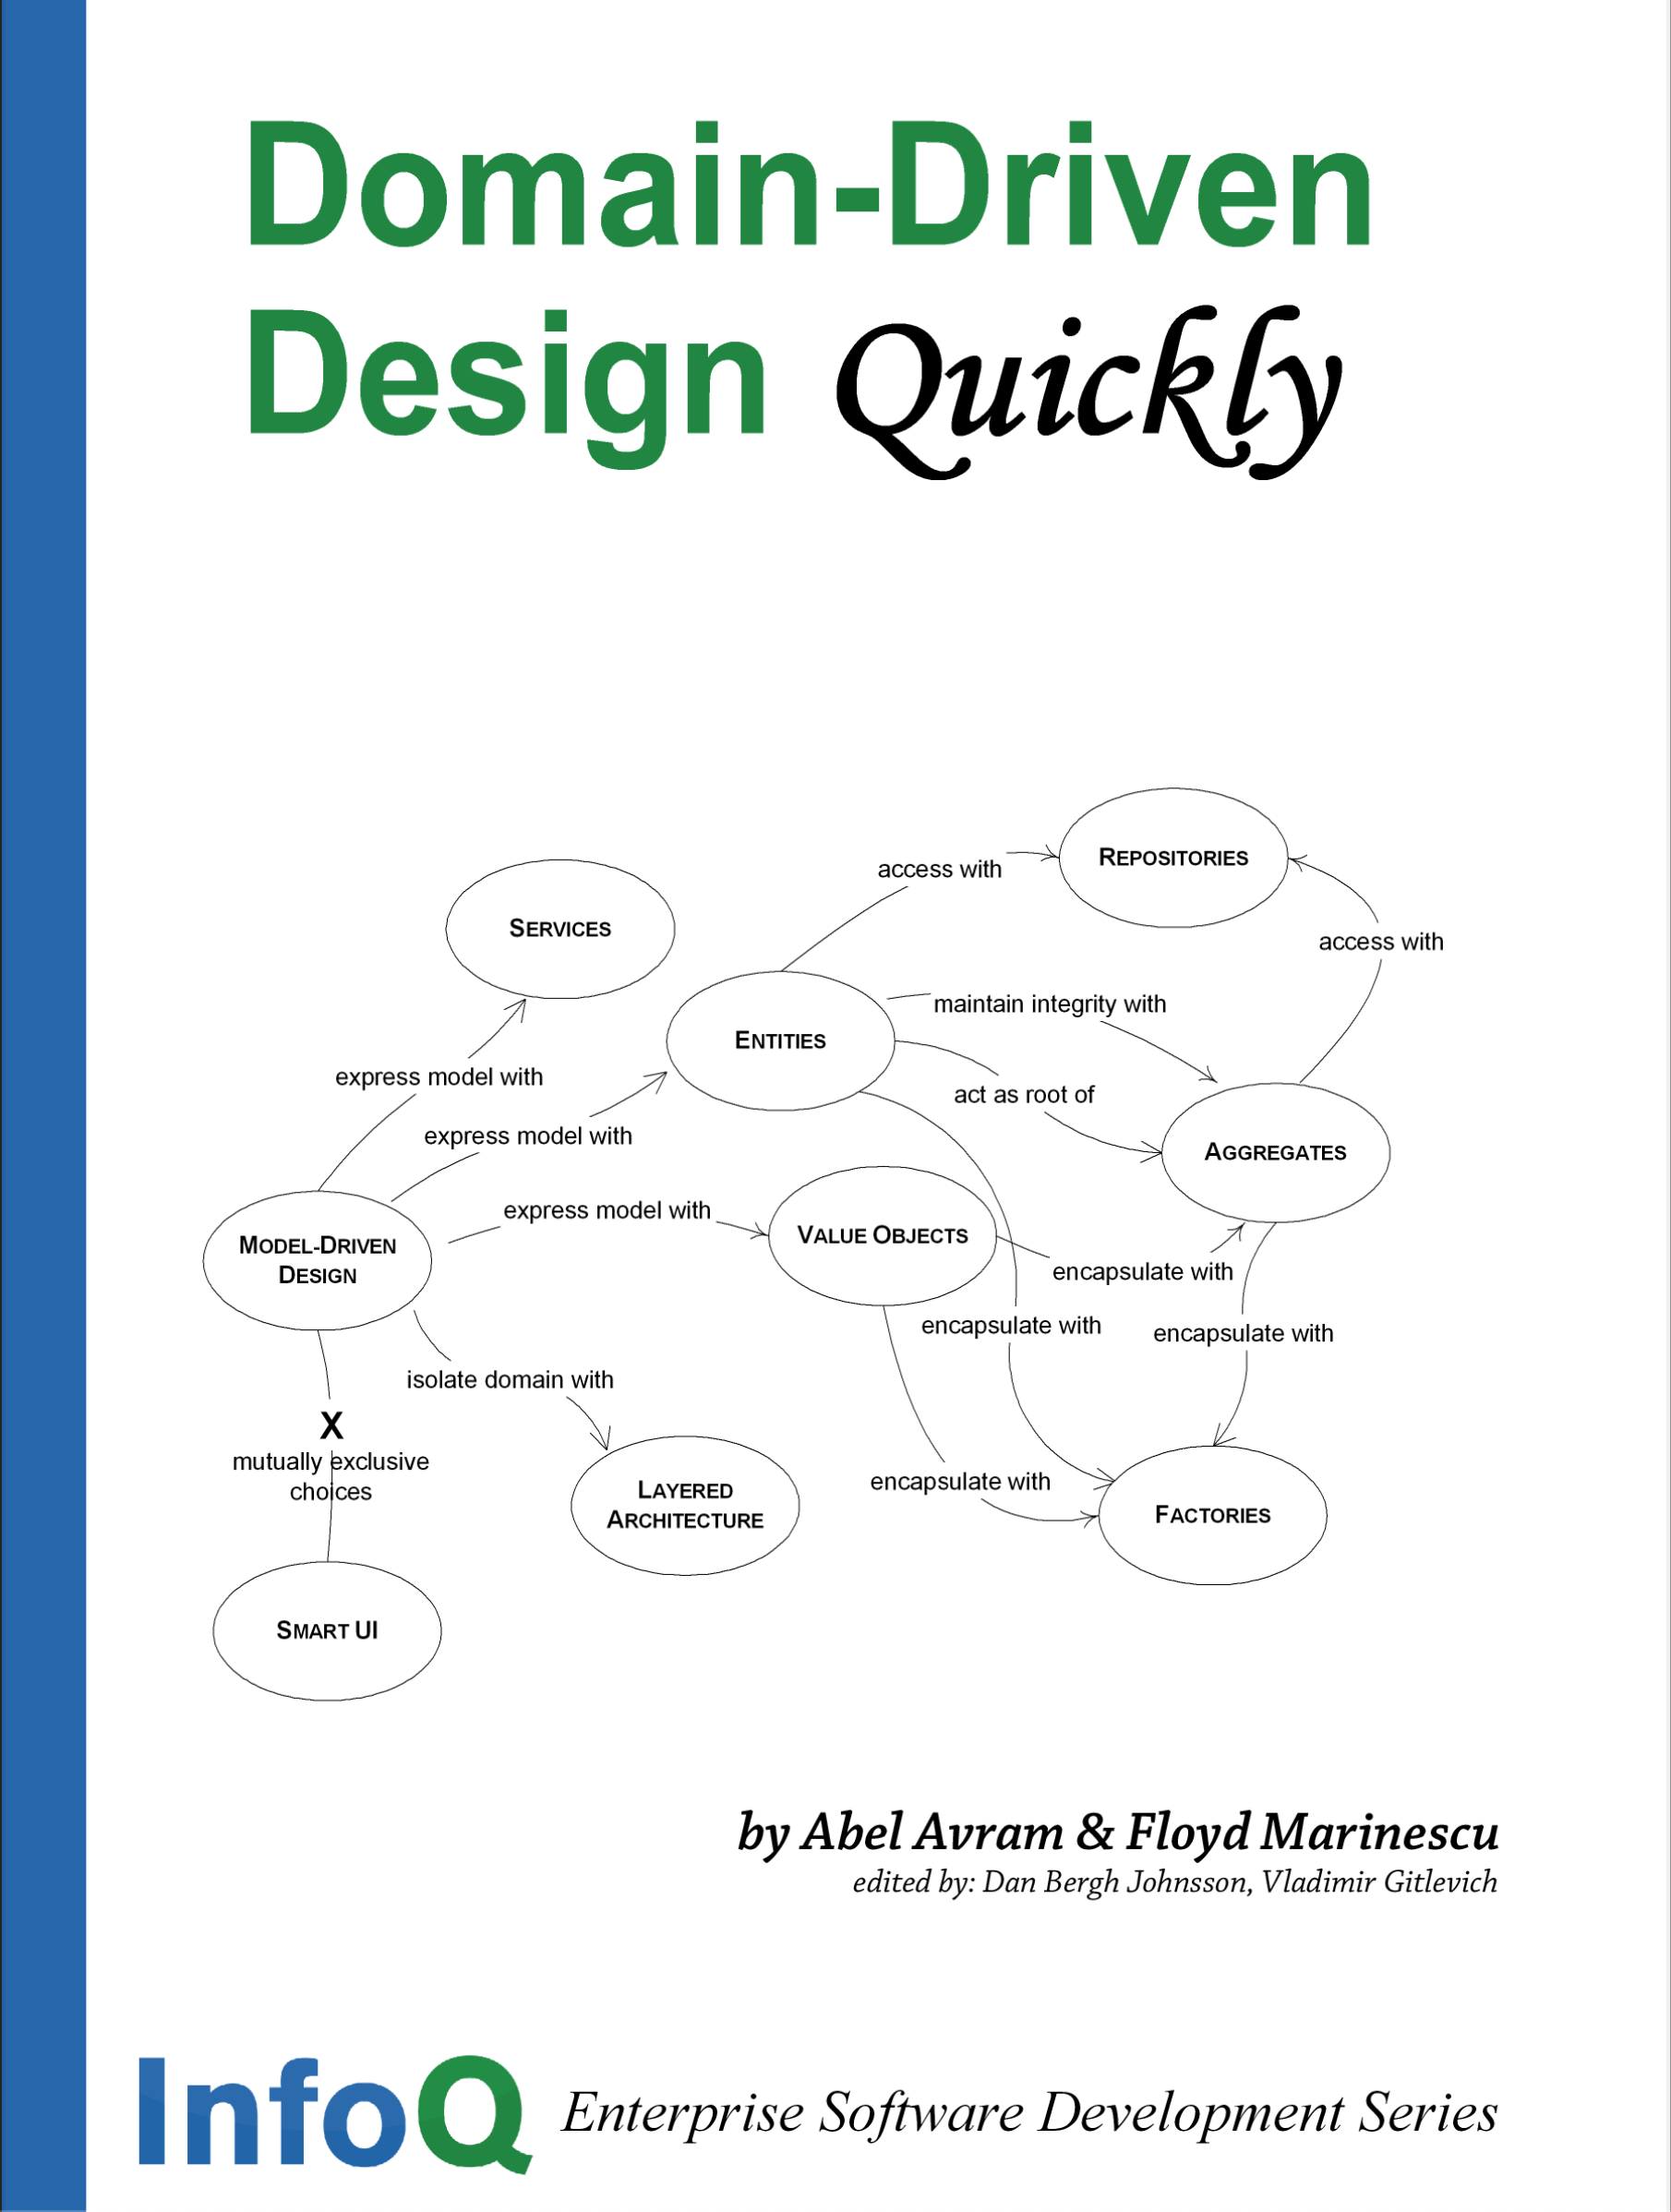 Domain-Driven
Design Quickly
REPOSITORIES
access with
SERVICES
access with
maintain integrity with
ENTITIES
express model with
act as root of
express model with
AGGREGATES
express model with
VALUE OBJECTS
MODEL-DRIVEN
DESIGN
encapsulate with
encapsulate with
encapsulate with
isolate domain with
X
mutually exclusive
choices
encapsulate with
LAYERED
ARCHITECTURE
FACTORIES
SMART UI
by Abel Avram & Floyd Marinescu
edited by: Dan Bergh Johnsson, Vladimir Gitlevich
InfoQ Enterprise Software Development Series